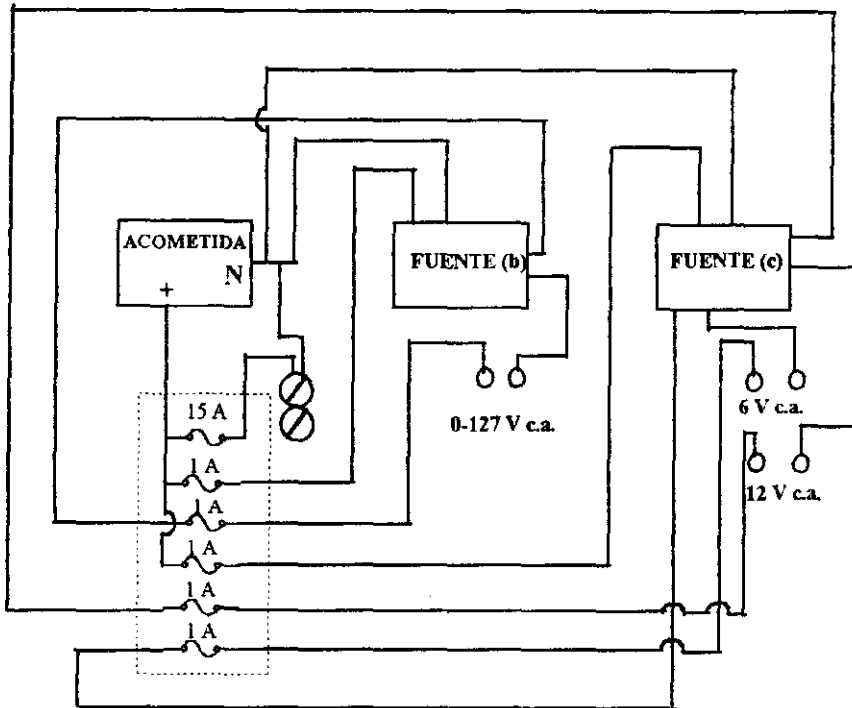 ACOMETIDA
N
+
FUENTE (b)
FUENTE (c)
15 A
1 A
1 A
1 A
1 A
1 A
0-127 V c.a.
6 V c.a.
12 V c.a.